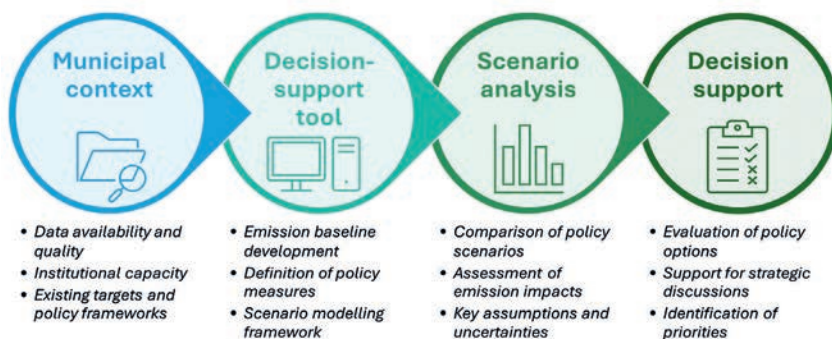 Municipal
context
Decision-
support
tool
Scenario
analysis
Decision
support
• Data availability and
quality
• Institutional capacity
• Existing targets and
policy frameworks
• Emission baseline
development
• Definition of policy
measures
• Scenario modelling
framework
• Comparison of policy
scenarios
• Assessment of
emission impacts
• Key assumptions and
uncertainties
• Evaluation of policy
options
• Support for strategic
discussions
• Identification of
priorities